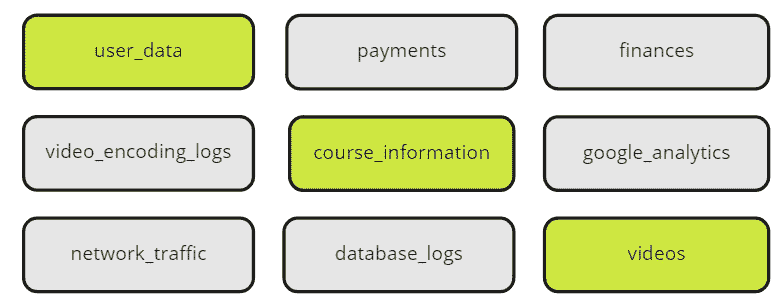 user_data
payments
finances
video_encoding_logs
course_information
google_analytics
network_traffic
database_logs
videos